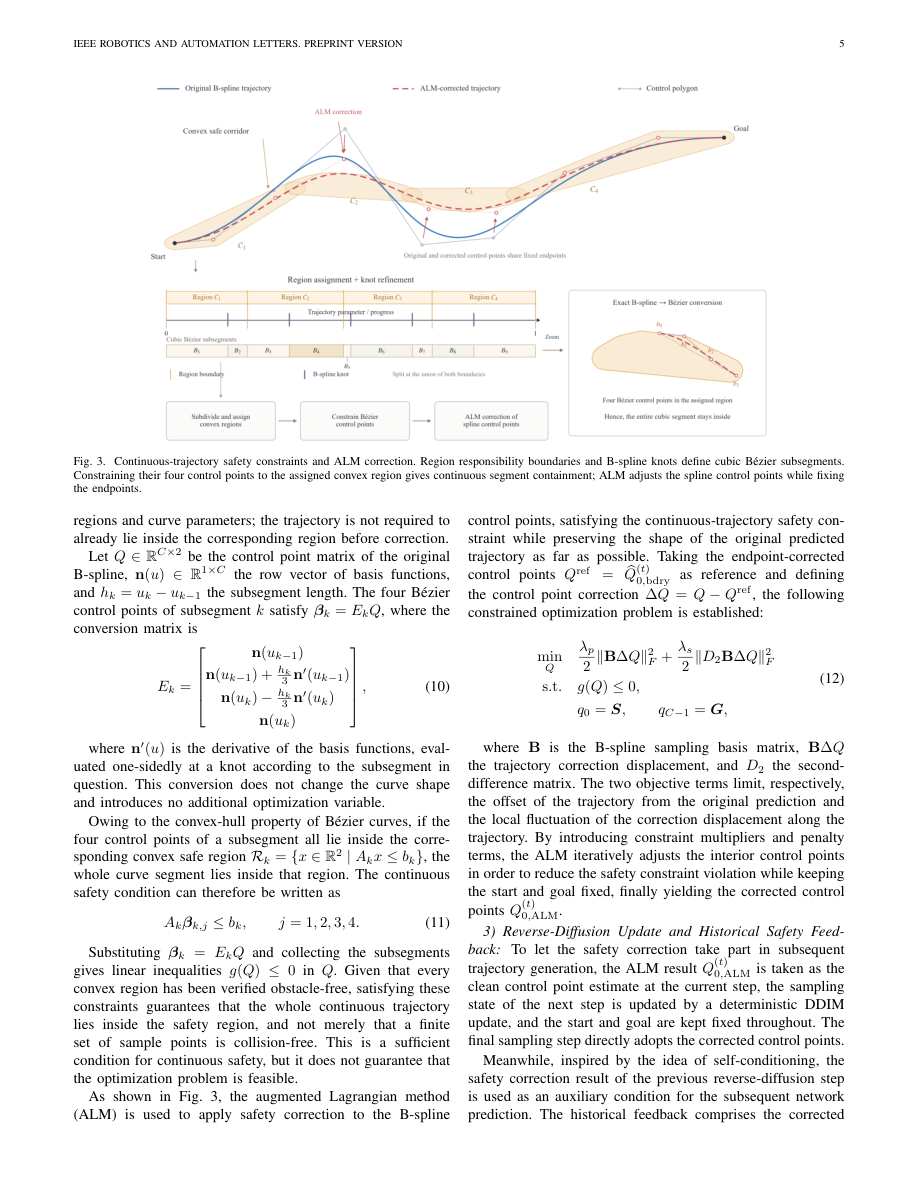 IEEE ROBOTICS AND AUTOMATION LETTERS. PREPRINT VERSION 5
Original B-spline trajectory ALM-corrected trajectory Control polygon
ALM correction
Convex safe corridor
Goal
C3
C4
C2
C1
Start
Original and corrected control points share fixed endpoints
Region assignment + knot refinement
Region C1 Region C2 Region C3 Region C4
Trajectory parameter / progress
0 1
Cubic Bézier subsegments
B1 B2 B3 B4 B6 B7 B8 B9
B5
Region boundary B-spline knot Split at the union of both boundaries
Zoom
Exact B-spline → Bézier conversion
b0
b1
b2
b3
Four Bézier control points in the assigned region
Hence, the entire cubic segment stays inside
Subdivide and assign
convex regions
Constrain Bézier
control points
ALM correction of
spline control points
Fig. 3. Continuous-trajectory safety constraints and ALM correction. Region responsibility boundaries and B-spline knots define cubic Bézier subsegments.
Constraining their four control points to the assigned convex region gives continuous segment containment; ALM adjusts the spline control points while fixing
the endpoints.
regions and curve parameters; the trajectory is not required to
already lie inside the corresponding region before correction.
Let Q ∈ ℝ^{C×2} be the control point matrix of the original
B-spline, n(u) ∈ ℝ^{1×C} the row vector of basis functions,
and h_k = u_k − u_{k−1} the subsegment length. The four Bézier
control points of subsegment k satisfy β_k = E_kQ, where the
conversion matrix is
E_k = [ n(u_{k−1})
n(u_{k−1}) + h_k/3 n′(u_{k−1})
n(u_k) − h_k/3 n′(u_k)
n(u_k) ] , (10)
where n′(u) is the derivative of the basis functions, eval-
uated one-sidedly at a knot according to the subsegment in
question. This conversion does not change the curve shape
and introduces no additional optimization variable.
Owing to the convex-hull property of Bézier curves, if the
four control points of a subsegment all lie inside the corre-
sponding convex safe region R_k = {x ∈ ℝ² | A_kx ≤ b_k}, the
whole curve segment lies inside that region. The continuous
safety condition can therefore be written as
A_kβ_{k,j} ≤ b_k, j = 1, 2, 3, 4. (11)
Substituting β_k = E_kQ and collecting the subsegments
gives linear inequalities g(Q) ≤ 0 in Q. Given that every
convex region has been verified obstacle-free, satisfying these
constraints guarantees that the whole continuous trajectory
lies inside the safety region, and not merely that a finite
set of sample points is collision-free. This is a sufficient
condition for continuous safety, but it does not guarantee that
the optimization problem is feasible.
As shown in Fig. 3, the augmented Lagrangian method
(ALM) is used to apply safety correction to the B-spline
control points, satisfying the continuous-trajectory safety con-
straint while preserving the shape of the original predicted
trajectory as far as possible. Taking the endpoint-corrected
control points Q^{ref} = Q̂^{(t)}_{0,bdry} as reference and defining
the control point correction ΔQ = Q − Q^{ref}, the following
constrained optimization problem is established:
min_Q λ_p/2 ‖BΔQ‖²_F + λ_s/2 ‖D₂BΔQ‖²_F
s.t. g(Q) ≤ 0, (12)
q₀ = S, q_{C−1} = G,
where B is the B-spline sampling basis matrix, BΔQ
the trajectory correction displacement, and D₂ the second-
difference matrix. The two objective terms limit, respectively,
the offset of the trajectory from the original prediction and
the local fluctuation of the correction displacement along the
trajectory. By introducing constraint multipliers and penalty
terms, the ALM iteratively adjusts the interior control points
in order to reduce the safety constraint violation while keeping
the start and goal fixed, finally yielding the corrected control
points Q^{(t)}_{0,ALM}.
3) Reverse-Diffusion Update and Historical Safety Feed-
back: To let the safety correction take part in subsequent
trajectory generation, the ALM result Q^{(t)}_{0,ALM} is taken as the
clean control point estimate at the current step, the sampling
state of the next step is updated by a deterministic DDIM
update, and the start and goal are kept fixed throughout. The
final sampling step directly adopts the corrected control points.
Meanwhile, inspired by the idea of self-conditioning, the
safety correction result of the previous reverse-diffusion step
is used as an auxiliary condition for the subsequent network
prediction. The historical feedback comprises the corrected